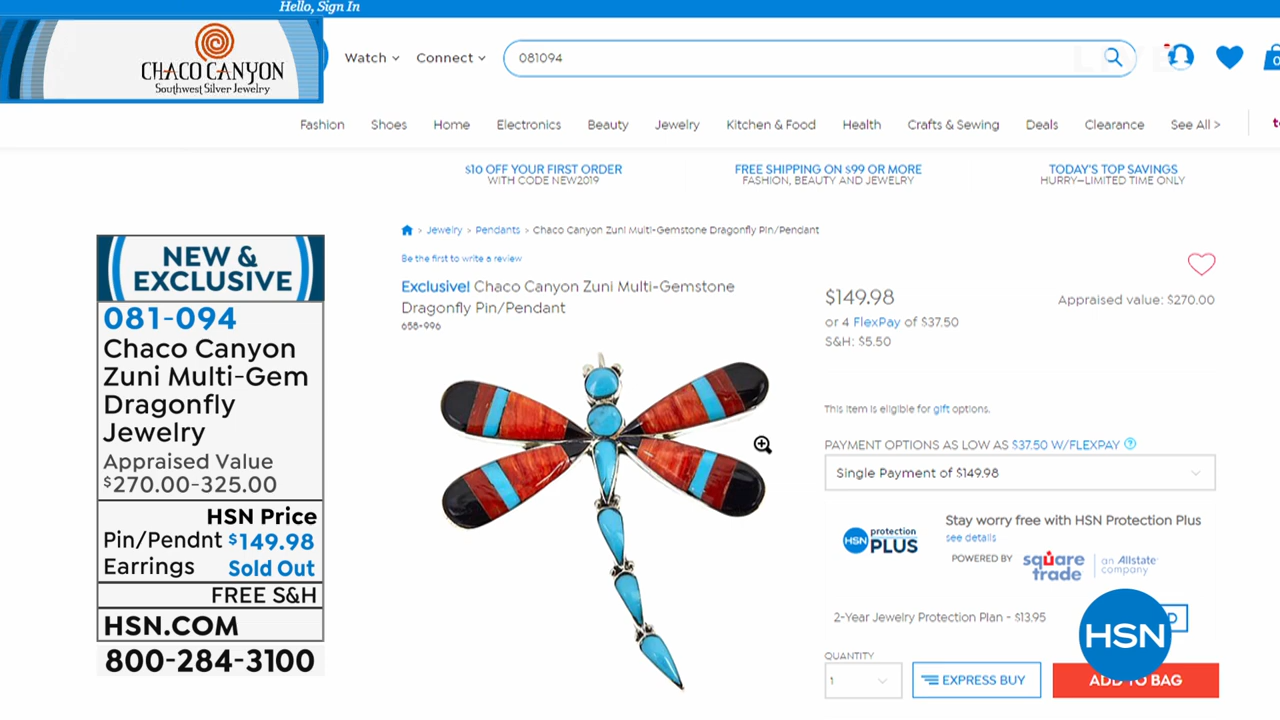 Hello, Sign In
CHACO CANYON
Southwest Silver Jewelry
Watch
Connect
081094
0
Fashion
Shoes
Home
Electronics
Beauty
Jewelry
Kitchen & Food
Health
Crafts & Sewing
Deals
Clearance
See All >
$10 OFF YOUR FIRST ORDER
WITH CODE NEW2019
FREE SHIPPING ON $99 OR MORE
FASHION, BEAUTY AND JEWELRY
TODAY'S TOP SAVINGS
HURRY–LIMITED TIME ONLY
> Jewelry > Pendants > Chaco Canyon Zuni Multi-Gemstone Dragonfly Pin/Pendant
Be the first to write a review
Exclusive! Chaco Canyon Zuni Multi-Gemstone
Dragonfly Pin/Pendant
658-996
$149.98
Appraised value: $270.00
or 4 FlexPay of $37.50
S&H: $5.50
This item is eligible for gift options.
PAYMENT OPTIONS AS LOW AS $37.50 W/FLEXPAY ?
Single Payment of $149.98
HSN protection PLUS
Stay worry free with HSN Protection Plus
see details
POWERED BY
square trade
an Allstate company
2-Year Jewelry Protection Plan - $13.95
QUANTITY
1
EXPRESS BUY
ADD TO BAG
HSN
NEW &
EXCLUSIVE
081-094
Chaco Canyon
Zuni Multi-Gem
Dragonfly
Jewelry
Appraised Value
$270.00-325.00
HSN Price
Pin/Pendnt $149.98
Earrings Sold Out
FREE S&H
HSN.COM
800-284-3100